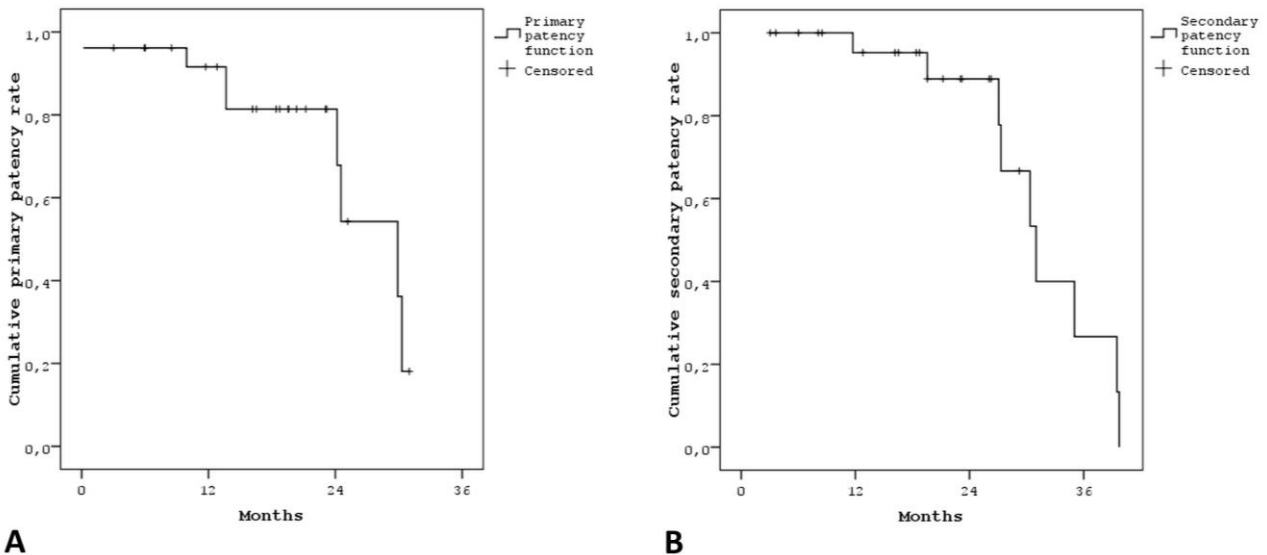 Cumulative primary patency rate
1,0
0,8
0,6
0,4
0,2
0,0
0
12
24
36
Months
Primary
patency
function
Censored
A
Cumulative secondary patency rate
1,0
0,8
0,6
0,4
0,2
0,0
0
12
24
36
Months
Secondary
patency
function
Censored
B